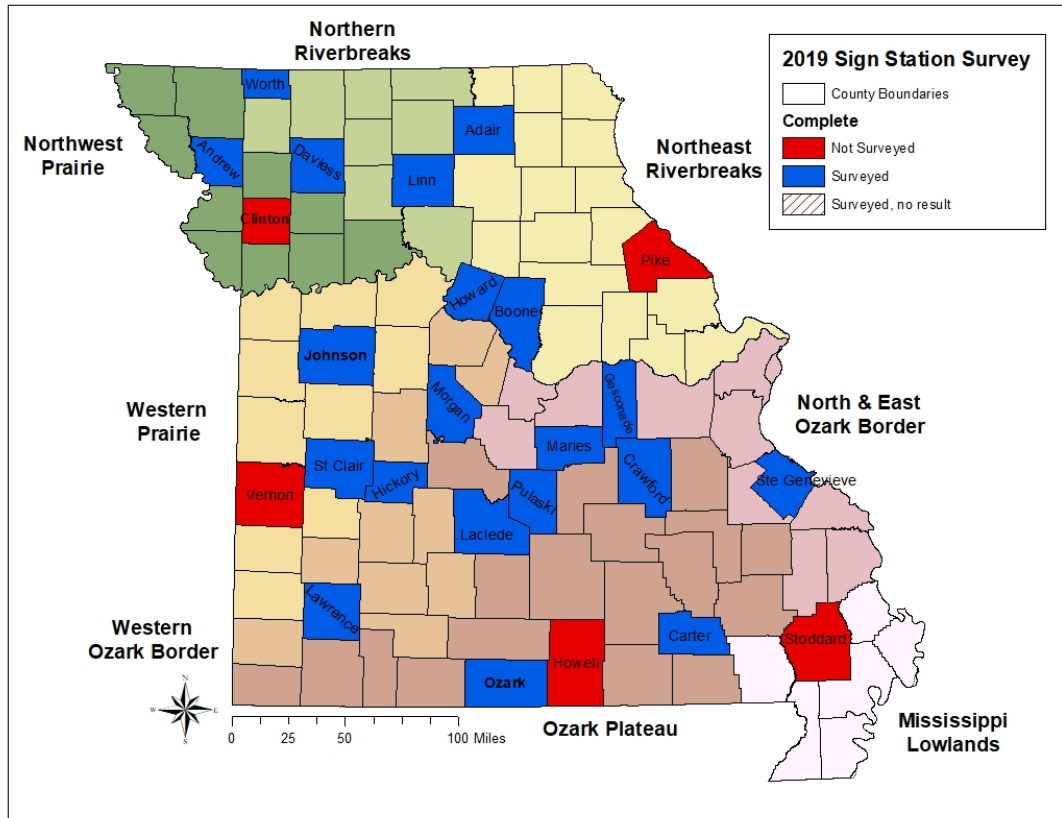 Northern
Riverbreaks
2019 Sign Station Survey
County Boundaries
Complete
Not Surveyed
Surveyed
Surveyed, no result
Northwest
Prairie
Northeast
Riverbreaks
Worth
Adair
Andrew
Daviess
Linn
Clinton
Pike
Howard
Boone
Johnson
Morgan
Gasconade
Western
Prairie
North & East
Ozark Border
Maries
St Clair
Hickory
Crawford
Ste Genevieve
Vernon
Pulaski
Laclede
Lawrence
Western
Ozark Border
Carter
Stoddard
Howell
Ozark
N
W
E
S
0
25
50
100 Miles
Ozark Plateau
Mississippi
Lowlands